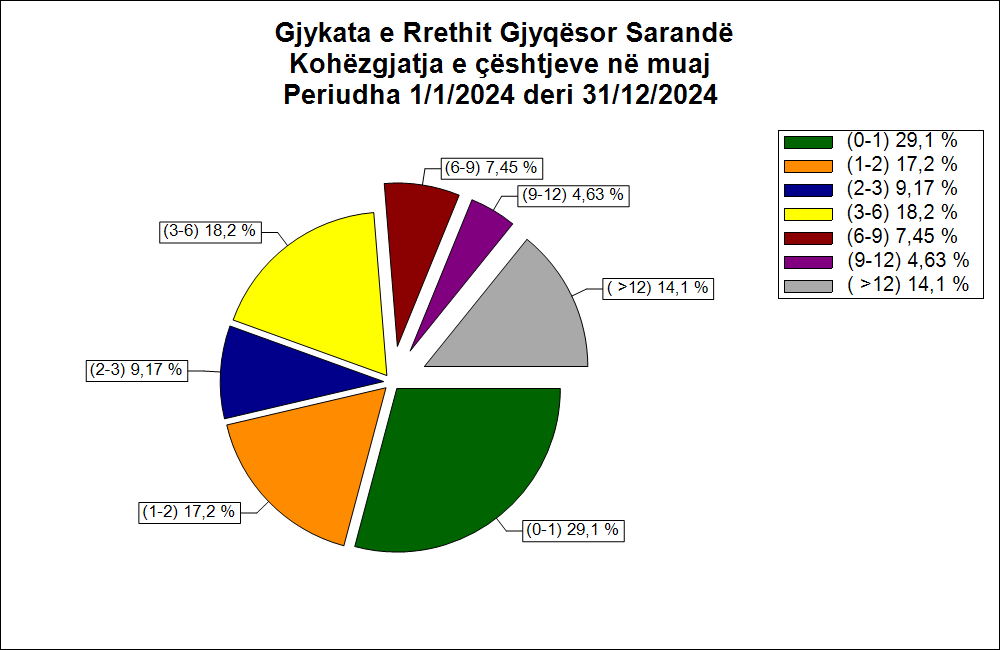 Gjykata e Rrethit Gjyqësor Sarandë
Kohëzgjatja e çështjeve në muaj
Periudha 1/1/2024 deri 31/12/2024
(0-1) 29,1 %
(1-2) 17,2 %
(2-3) 9,17 %
(3-6) 18,2 %
(6-9) 7,45 %
(9-12) 4,63 %
( >12) 14,1 %
(6-9) 7,45 %
(9-12) 4,63 %
(3-6) 18,2 %
( >12) 14,1 %
(2-3) 9,17 %
(1-2) 17,2 %
(0-1) 29,1 %